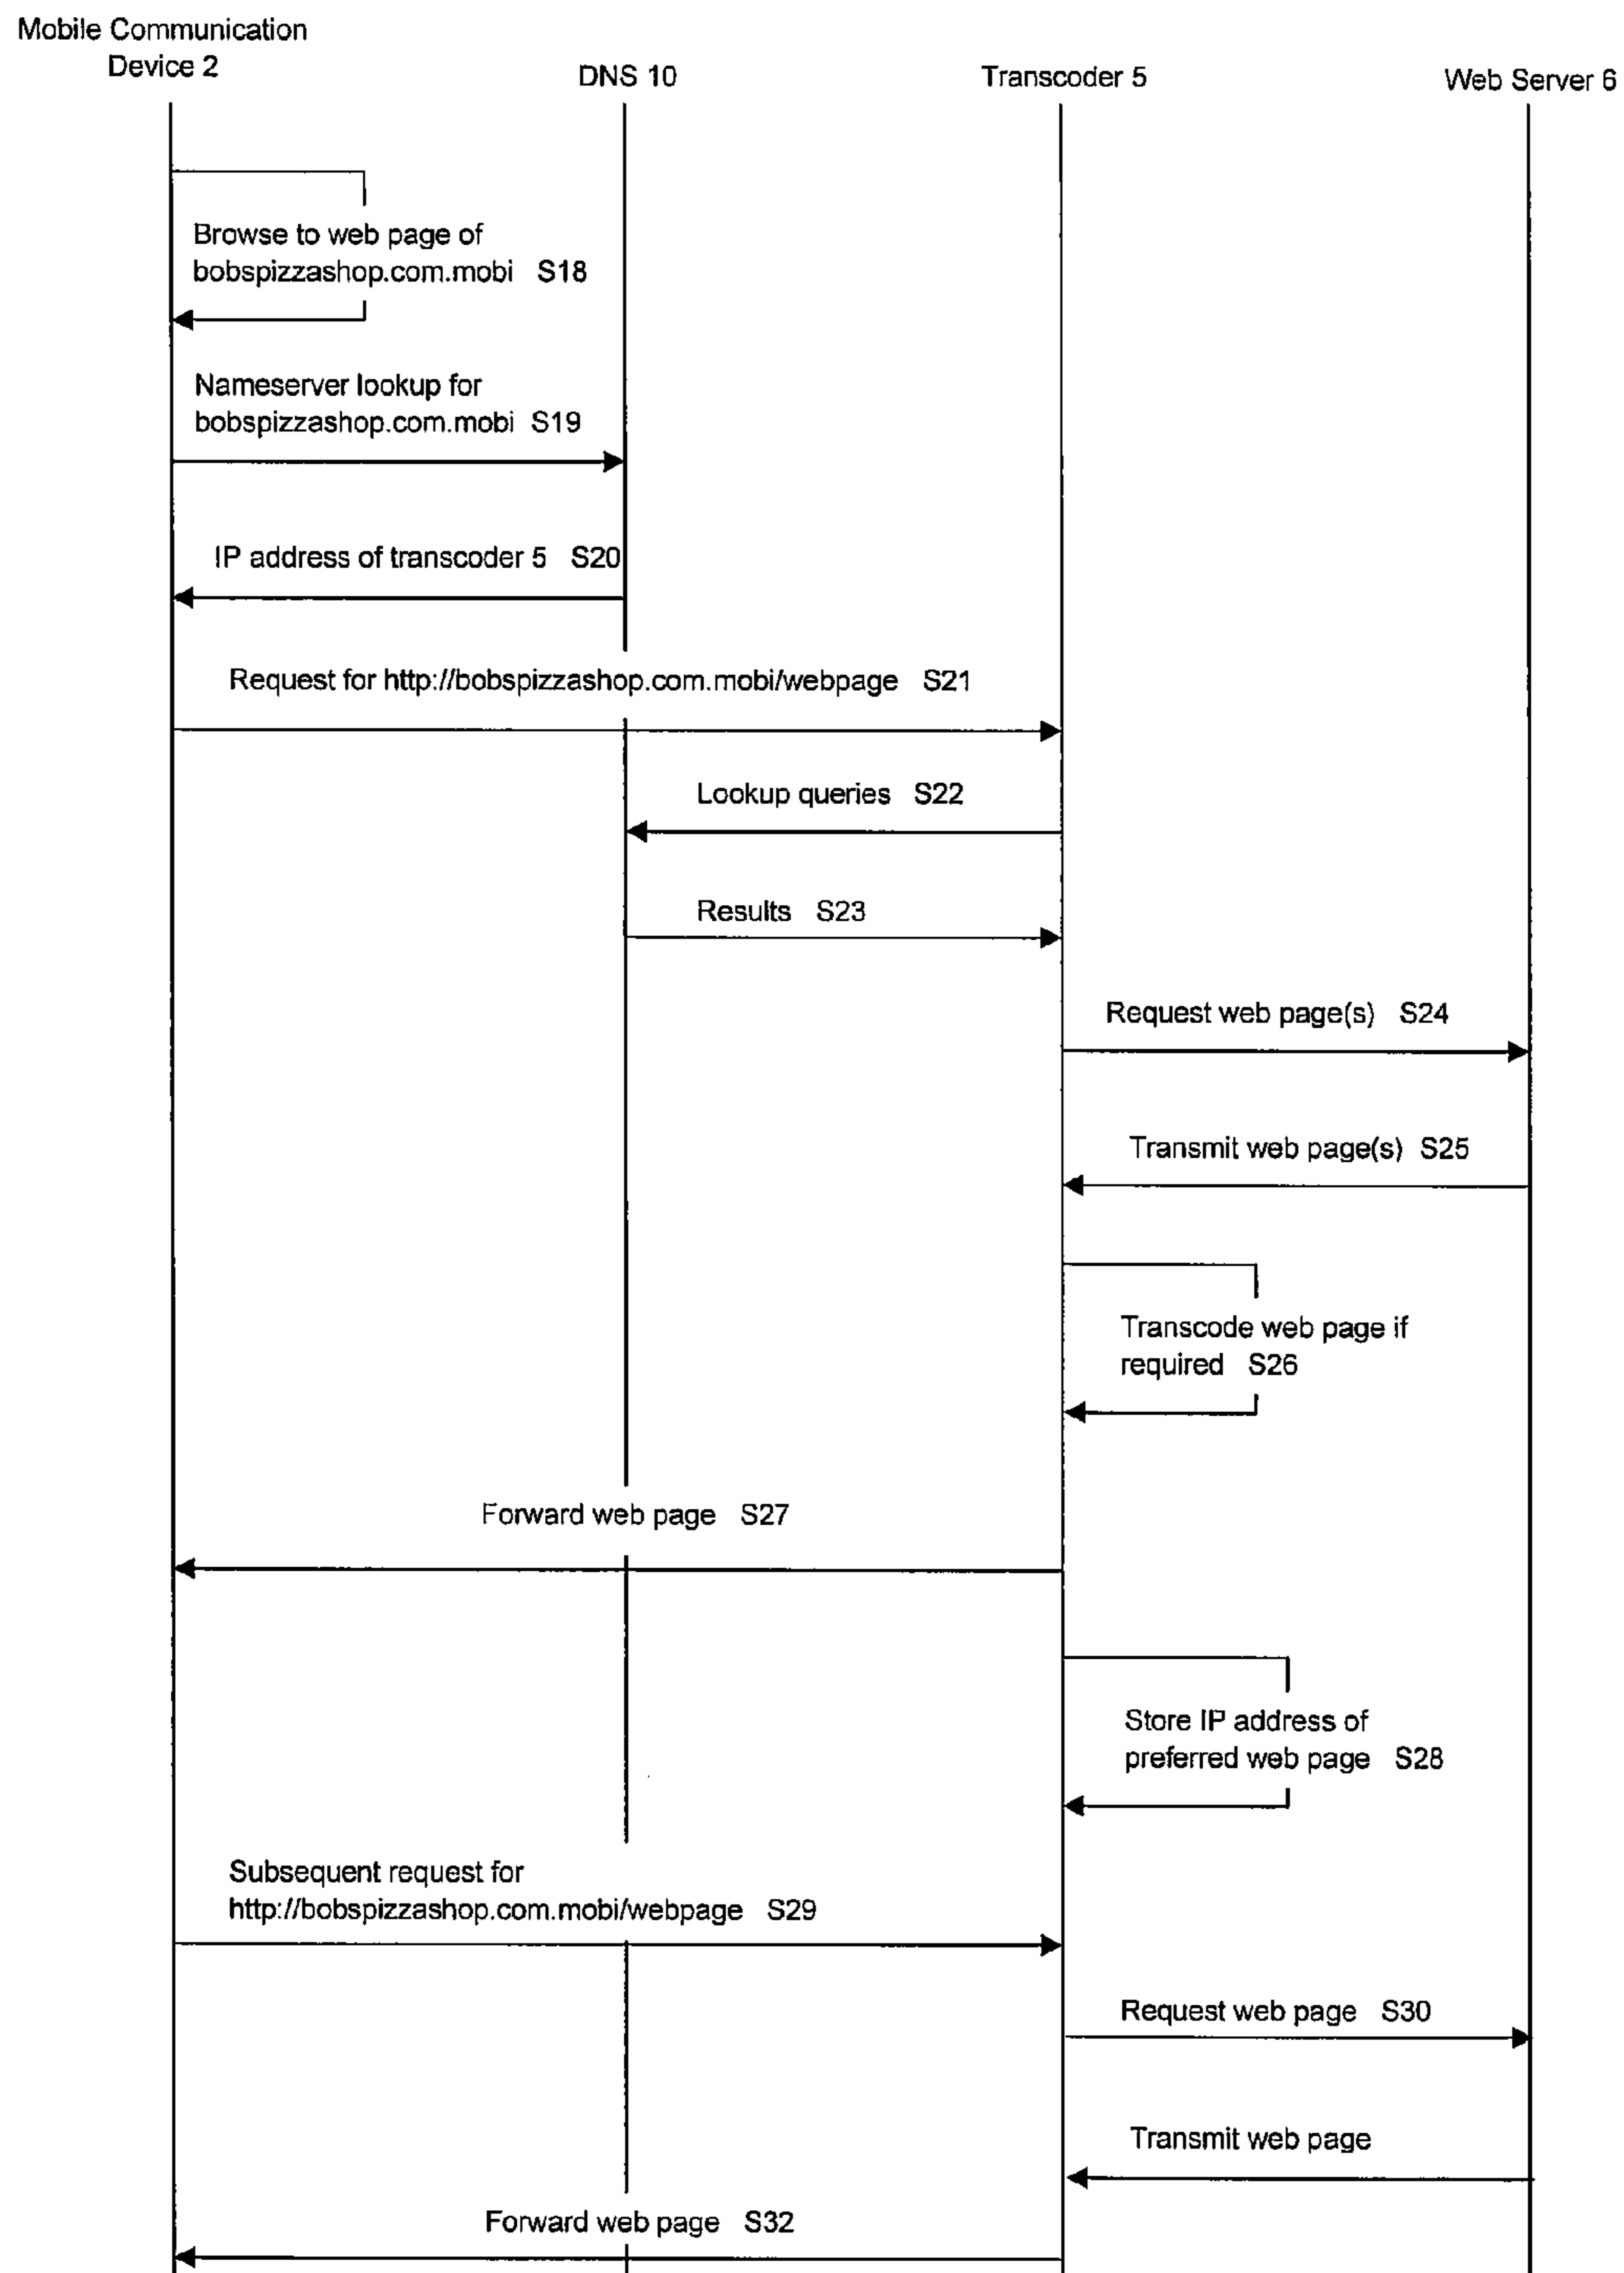 Mobile Communication
Device 2
DNS 10
Transcoder 5
Web Server 6
Browse to web page of
bobspizzashop.com.mobi S18
Nameserver lookup for
bobspizzashop.com.mobi S19
IP address of transcoder 5 S20
Request for http://bobspizzashop.com.mobi/webpage S21
Lookup queries S22
Results S23
Request web page(s) S24
Transmit web page(s) S25
Transcode web page if
required S26
Forward web page S27
Store IP address of
preferred web page S28
Subsequent request for
http://bobspizzashop.com.mobi/webpage S29
Request web page S30
Transmit web page
Forward web page S32